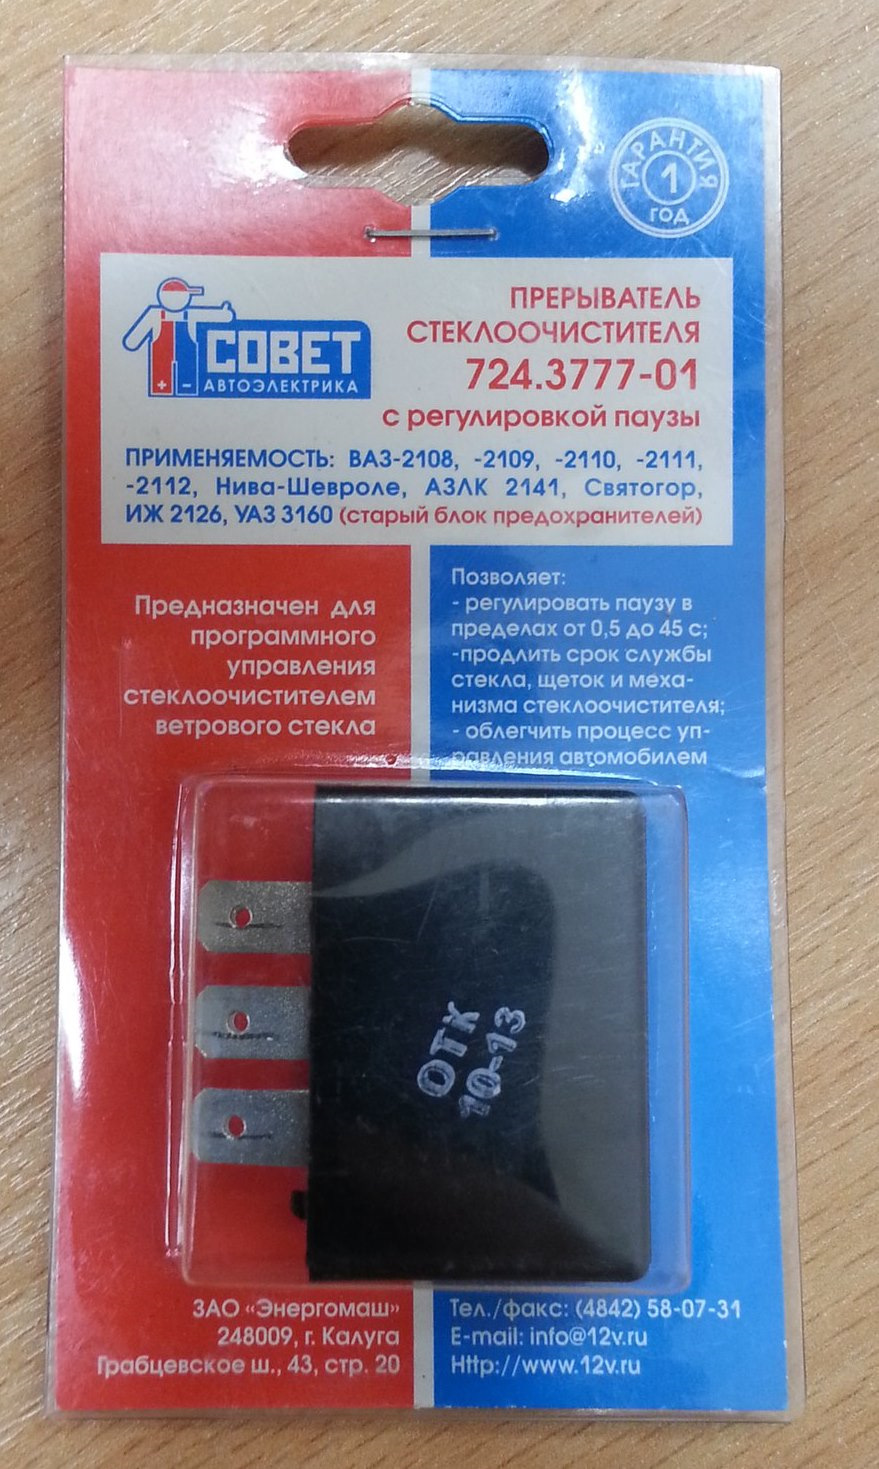 ГАРАНТИЯ
1
ГОД
СОВЕТ
АВТОЭЛЕКТРИКА
ПРЕРЫВАТЕЛЬ
СТЕКЛООЧИСТИТЕЛЯ
724.3777-01
с регулировкой паузы
ПРИМЕНЯЕМОСТЬ: ВАЗ-2108, -2109, -2110, -2111,
-2112, Нива-Шевроле, АЗЛК 2141, Святогор,
ИЖ 2126, УАЗ 3160 (старый блок предохранителей)
Предназначен для
программного
управления
стеклоочистителем
ветрового стекла
Позволяет:
- регулировать паузу в
пределах от 0,5 до 45 с;
-продлить срок службы
стекла, щеток и меха-
низма стеклоочистителя;
- облегчить процесс уп-
равления автомобилем
ОТК
10-13
ЗАО «Энергомаш»
248009, г. Калуга
Грабцевское ш., 43, стр. 20
Тел./факс: (4842) 58-07-31
E-mail: info@12v.ru
Http://www.12v.ru